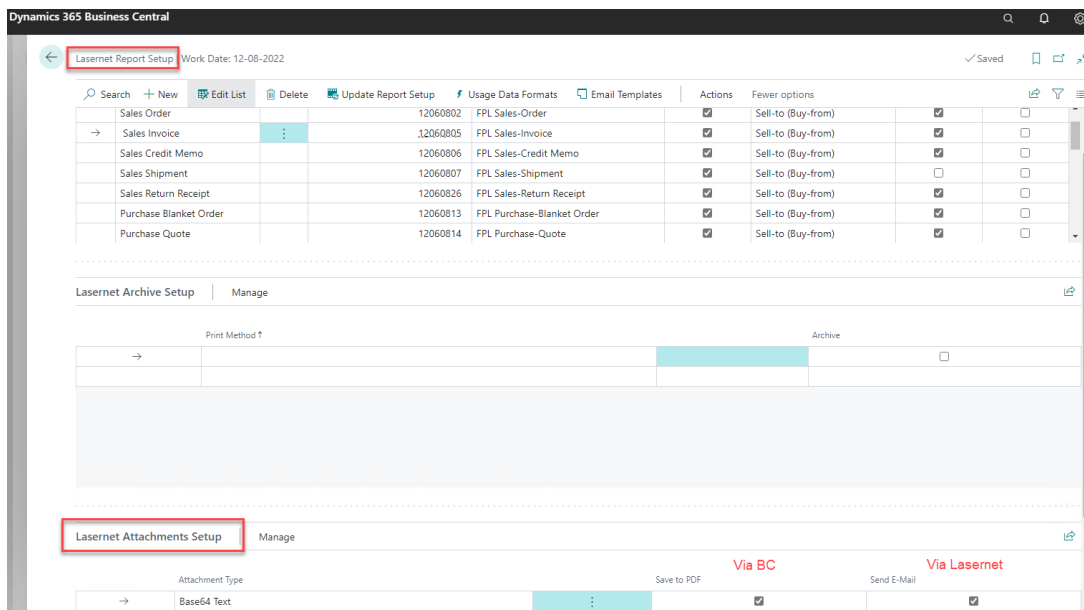 Dynamics 365 Business Central
Lasernet Report Setup Work Date: 12-08-2022 Saved
Search New Edit List Delete Update Report Setup Usage Data Formats Email Templates Actions Fewer options
Sales Order 12060802 FPL Sales-Order Sell-to (Buy-from)
Sales Invoice 12060805 FPL Sales-Invoice Sell-to (Buy-from)
Sales Credit Memo 12060806 FPL Sales-Credit Memo Sell-to (Buy-from)
Sales Shipment 12060807 FPL Sales-Shipment Sell-to (Buy-from)
Sales Return Receipt 12060826 FPL Sales-Return Receipt Sell-to (Buy-from)
Purchase Blanket Order 12060813 FPL Purchase-Blanket Order Sell-to (Buy-from)
Purchase Quote 12060814 FPL Purchase-Quote Sell-to (Buy-from)
Lasernet Archive Setup Manage
Print Method ↑ Archive
Lasernet Attachments Setup Manage
Via BC Via Lasernet
Attachment Type Save to PDF Send E-Mail
Base64 Text